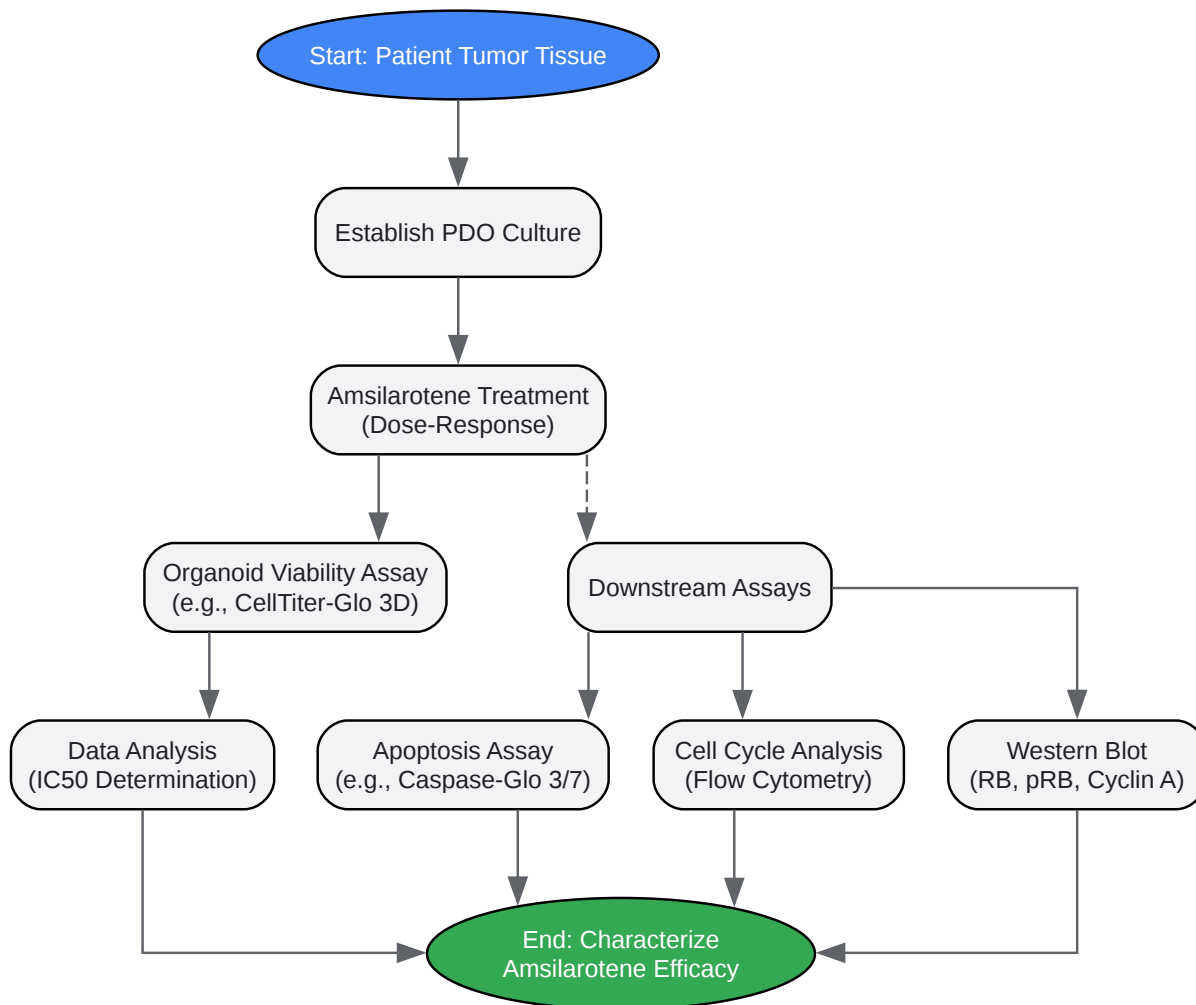 Start: Patient Tumor Tissue
Establish PDO Culture
Amsilarotene Treatment
(Dose-Response)
Organoid Viability Assay
(e.g., CellTiter-Glo 3D)
Downstream Assays
Data Analysis
(IC50 Determination)
Apoptosis Assay
(e.g., Caspase-Glo 3/7)
Cell Cycle Analysis
(Flow Cytometry)
Western Blot
(RB, pRB, Cyclin A)
End: Characterize
Amsilarotene Efficacy